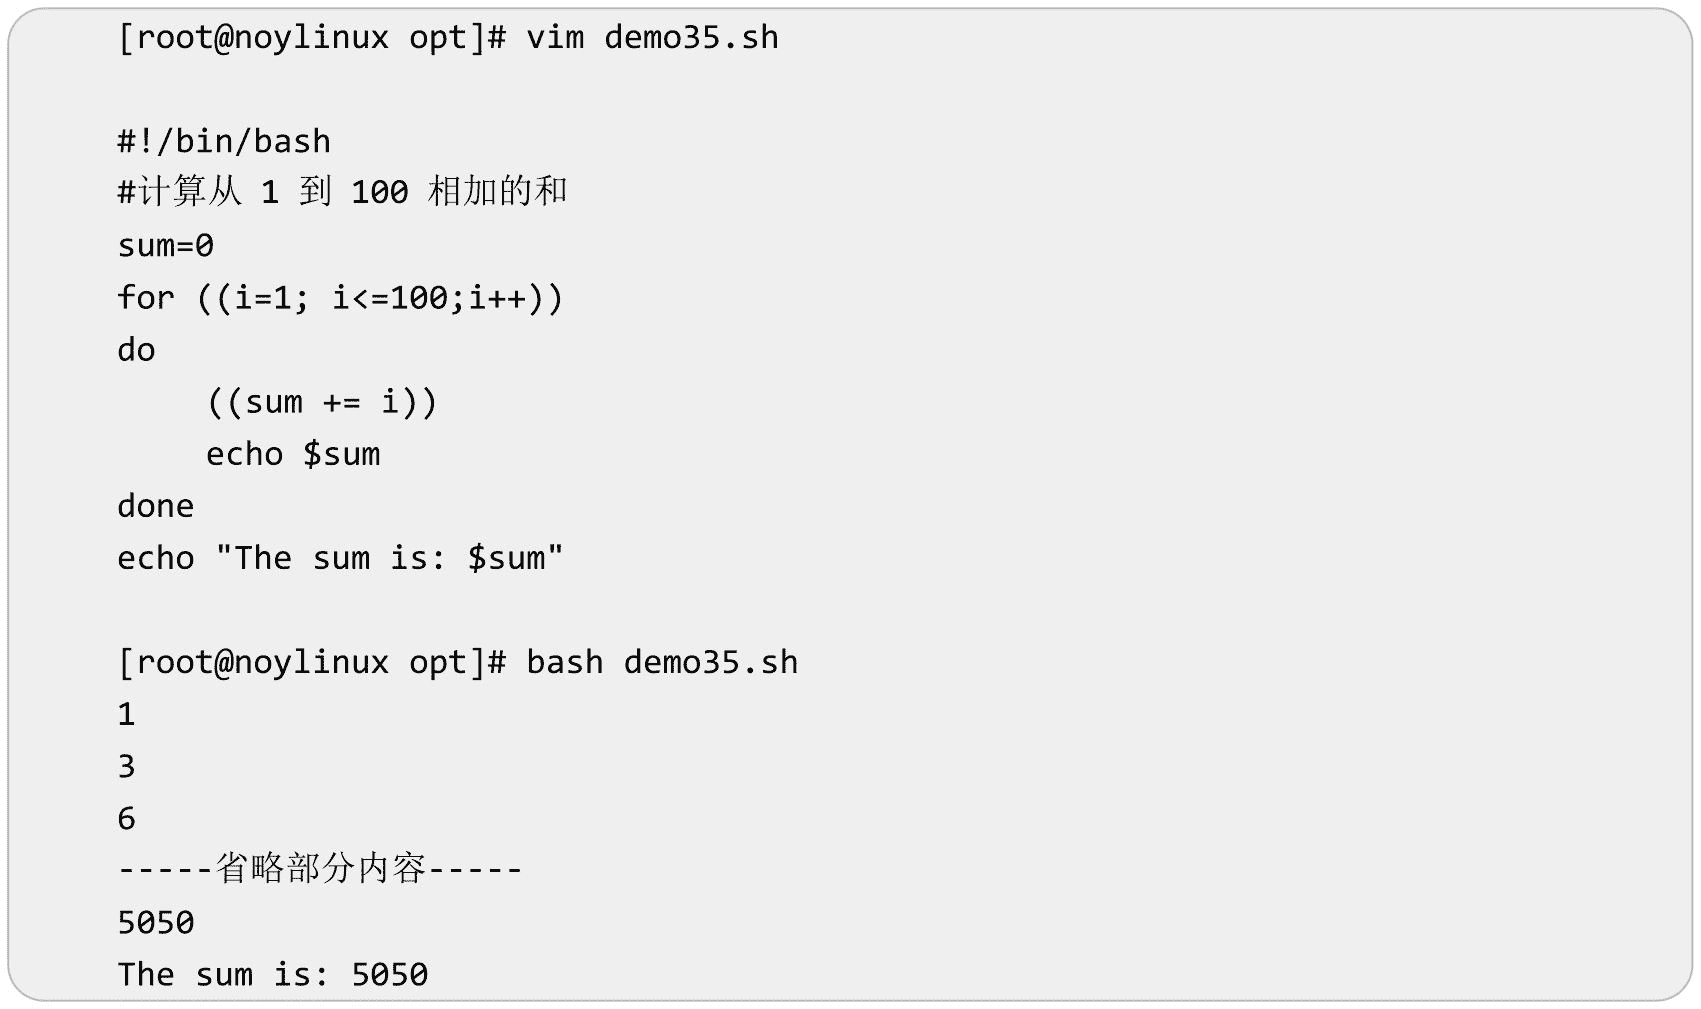 [root@noylinux opt]# vim demo35.sh
#!/bin/bash
#计算从 1 到 100 相加的和
sum=0
for ((i=1; i<=100;i++))
do
    ((sum += i))
    echo $sum
done
echo "The sum is: $sum"
[root@noylinux opt]# bash demo35.sh
1
3
6
-----省略部分内容-----
5050
The sum is: 5050